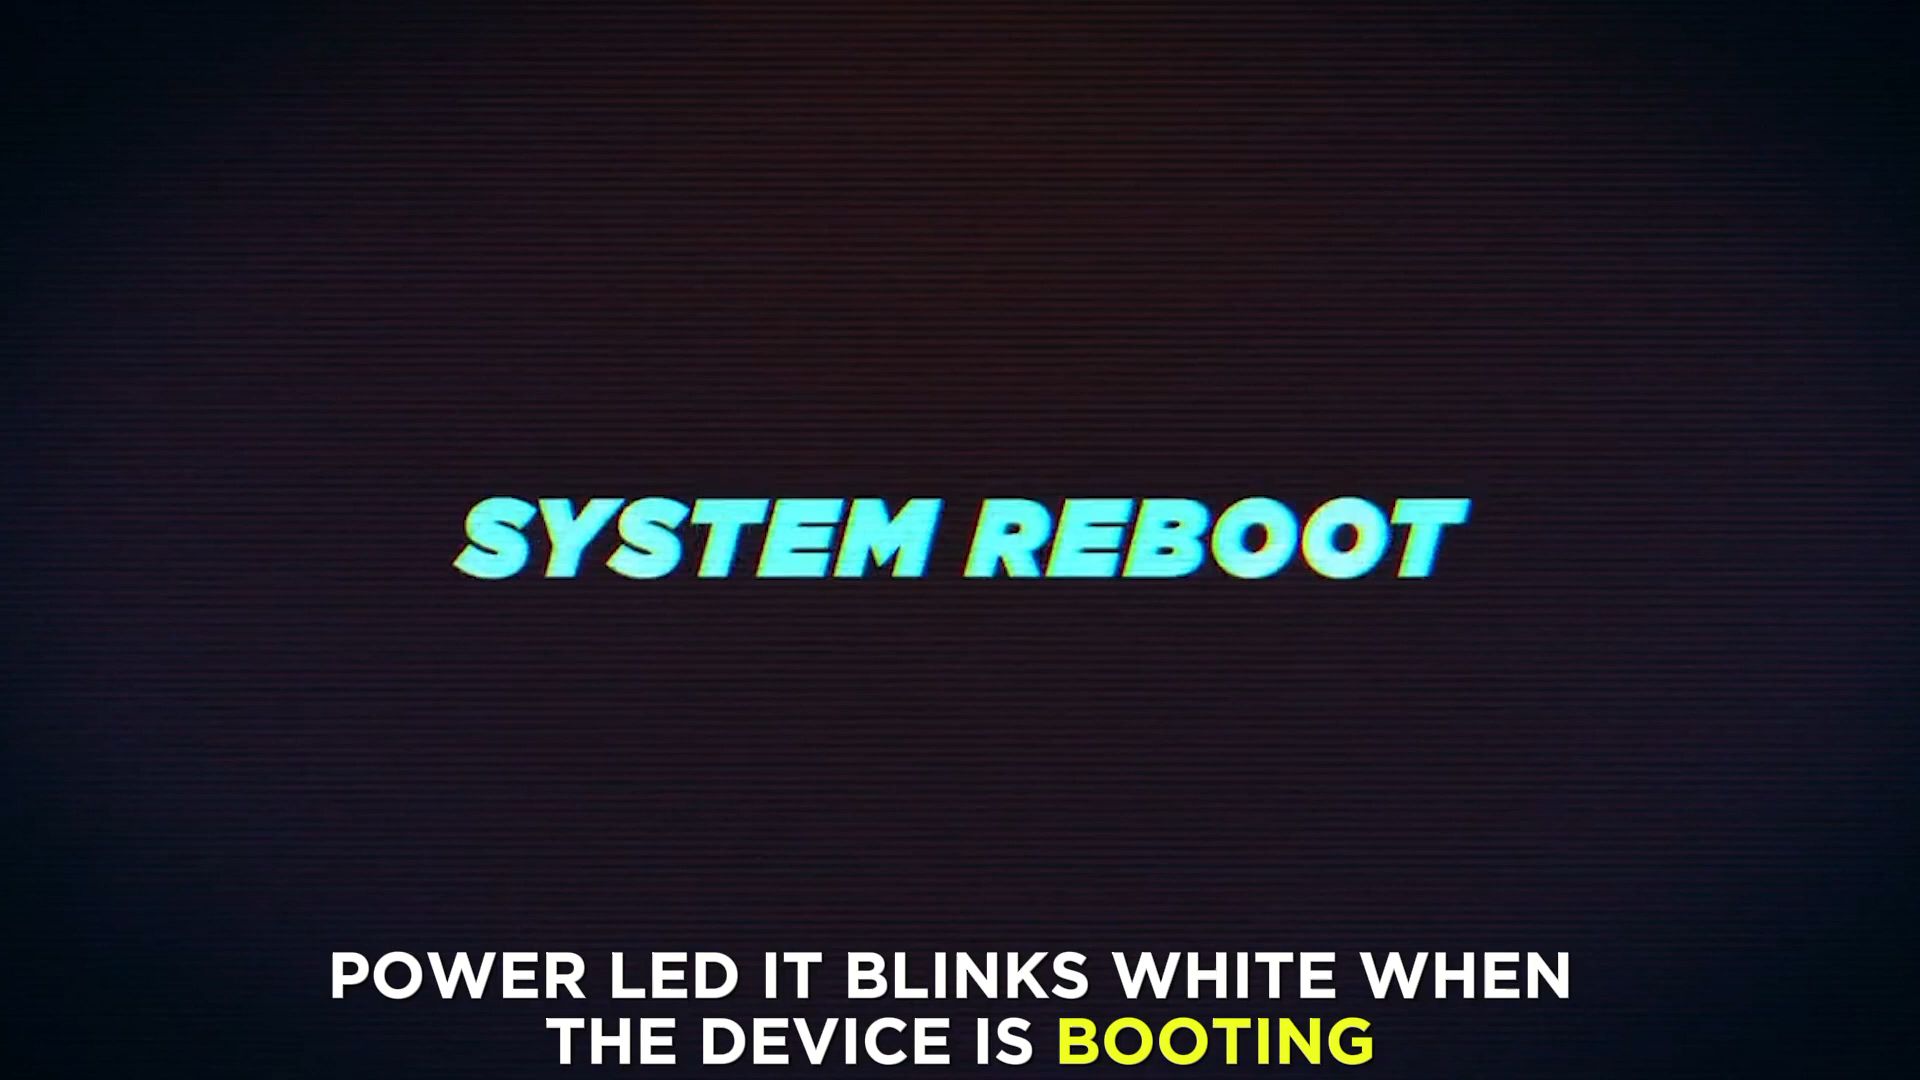 SYSTEM REBOOT
POWER LED IT BLINKS WHITE WHEN
THE DEVICE IS BOOTING